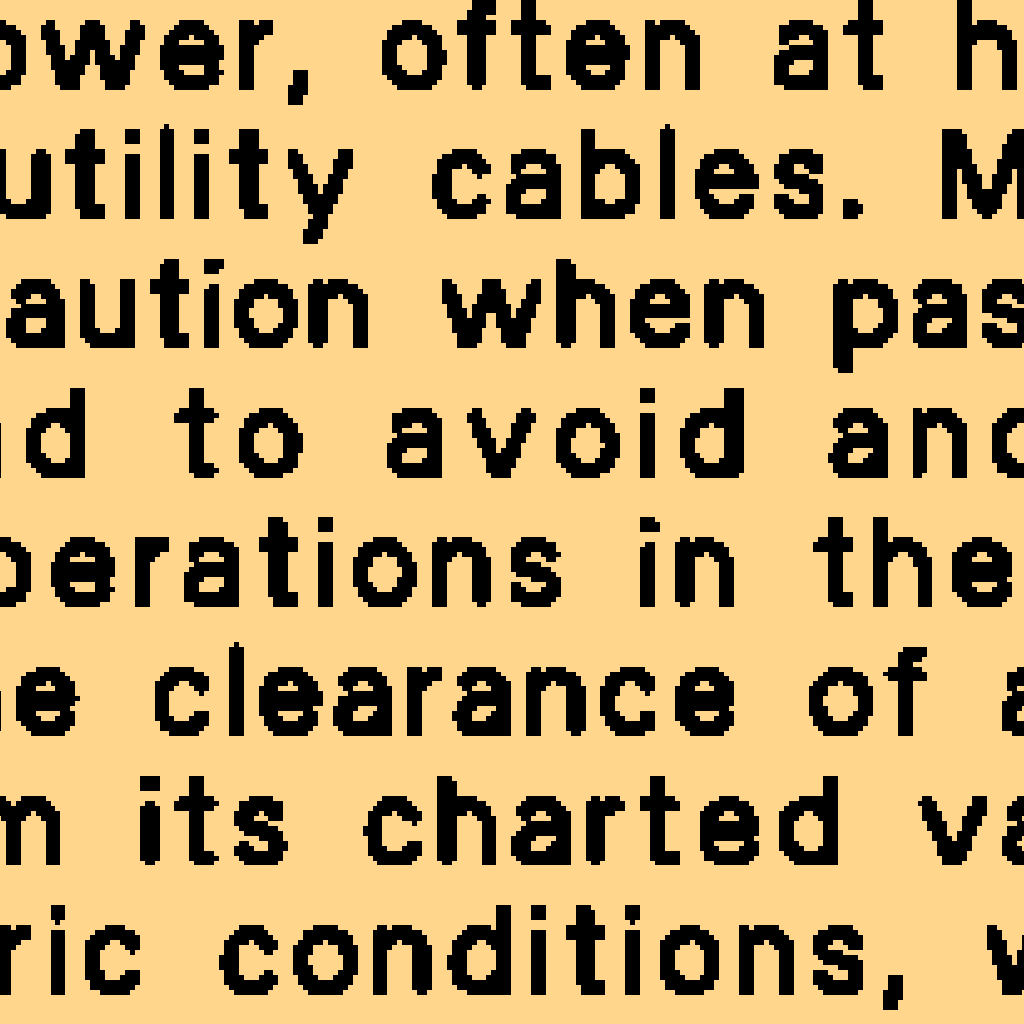 ower, often at h
utility cables. M
aution when pas
d to avoid and
perations in the
e clearance of a
m its charted va
ric conditions, w